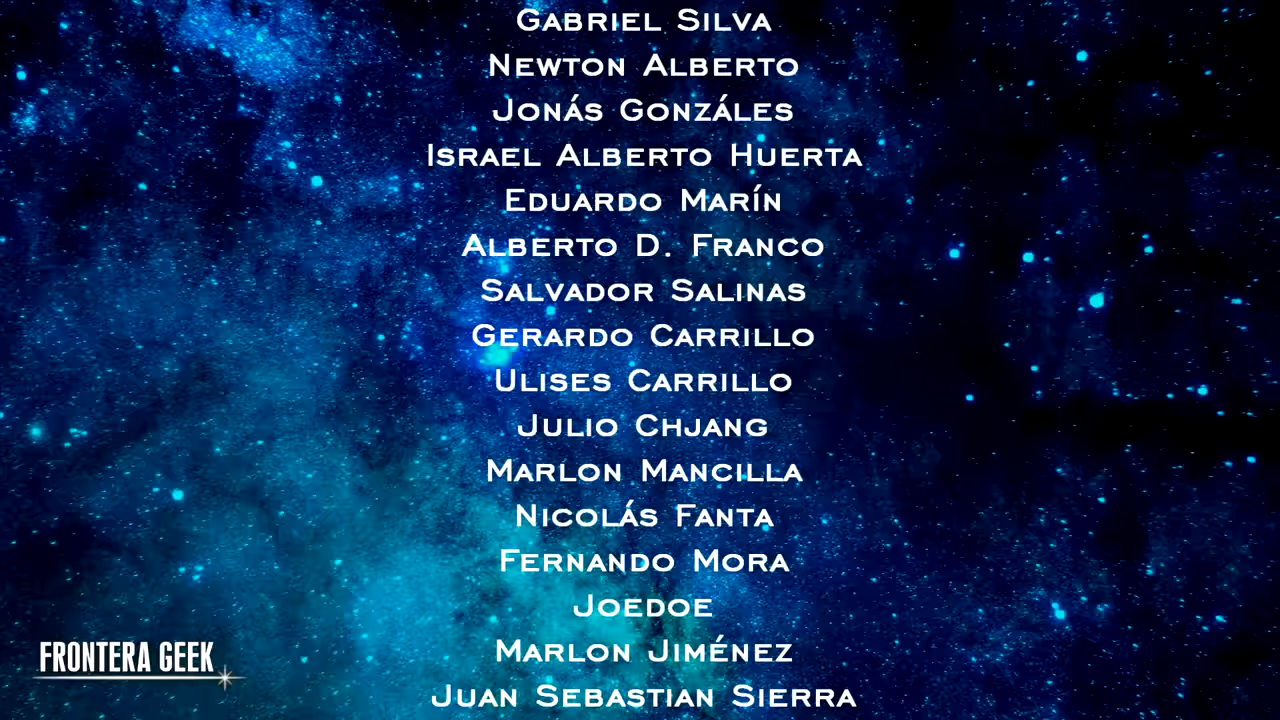 Gabriel Silva
Newton Alberto
Jonás Gonzáles
Israel Alberto Huerta
Eduardo Marín
Alberto D. Franco
Salvador Salinas
Gerardo Carrillo
Ulises Carrillo
Julio Chjang
Marlon Mancilla
Nicolás Fanta
Fernando Mora
Joedoe
Marlon Jiménez
Juan Sebastian Sierra
FRONTERA GEEK